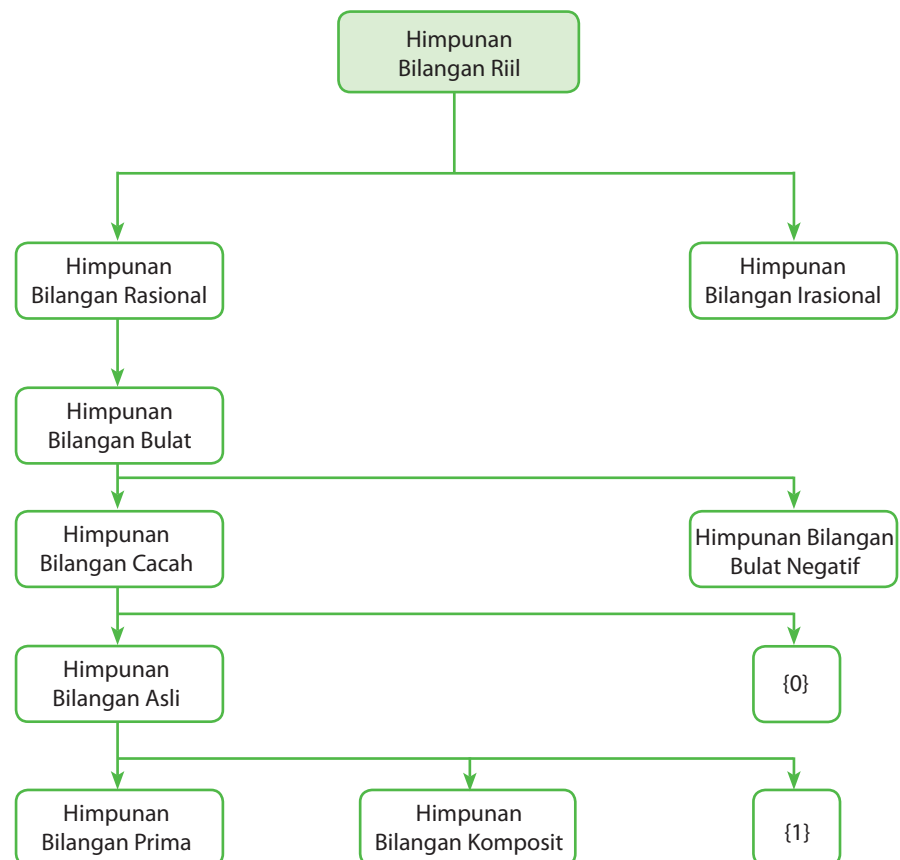 Himpunan
Bilangan Riil
Himpunan
Bilangan Rasional
Himpunan
Bilangan Irasional
Himpunan
Bilangan Bulat
Himpunan
Bilangan Cacah
Himpunan Bilangan
Bulat Negatif
Himpunan
Bilangan Asli
{0}
Himpunan
Bilangan Prima
Himpunan
Bilangan Komposit
{1}